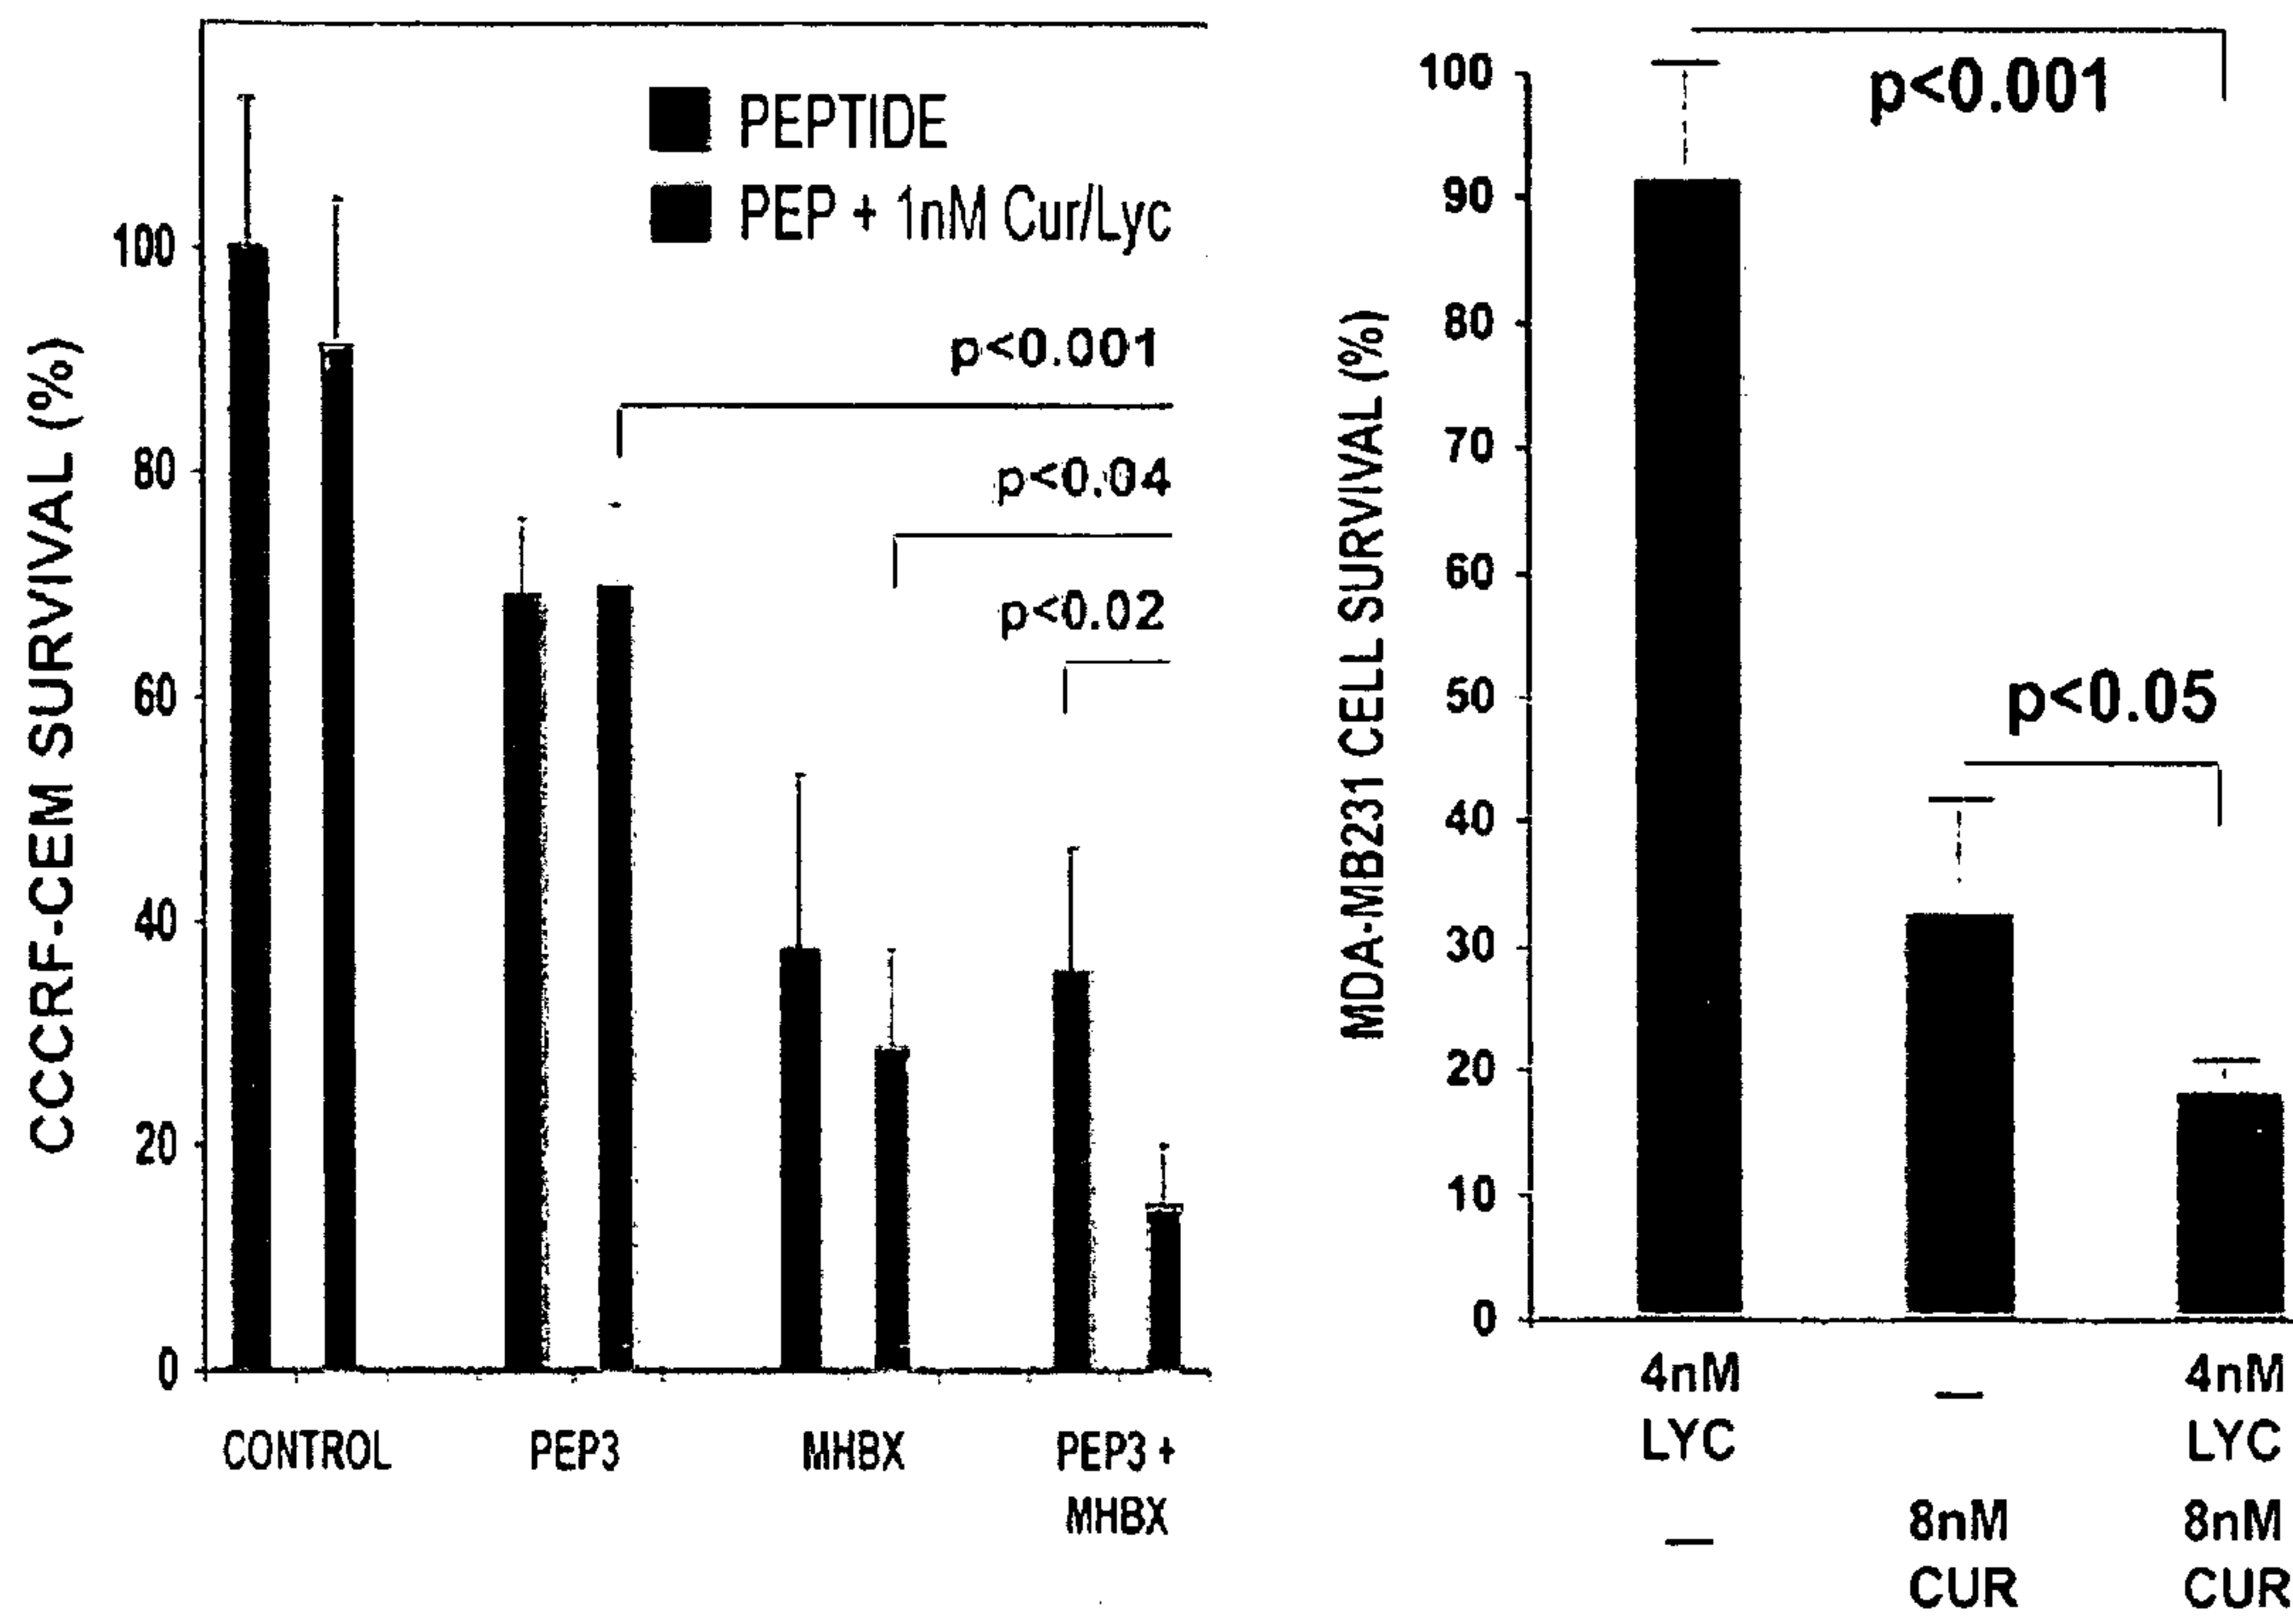 CCCRF-CEM SURVIVAL (%)
100
80
60
40
20
0
PEPTIDE
PEP + 1nM Cur/Lyc
p<0.001
p<0.04
p<0.02
CONTROL
PEP3
MHBX
PEP3 +
MHBX
MDA-MB231 CELL SURVIVAL (%)
100
90
80
70
60
50
40
30
20
10
0
p<0.001
p<0.05
4nM
LYC
–
–
8nM
CUR
4nM
LYC
8nM
CUR